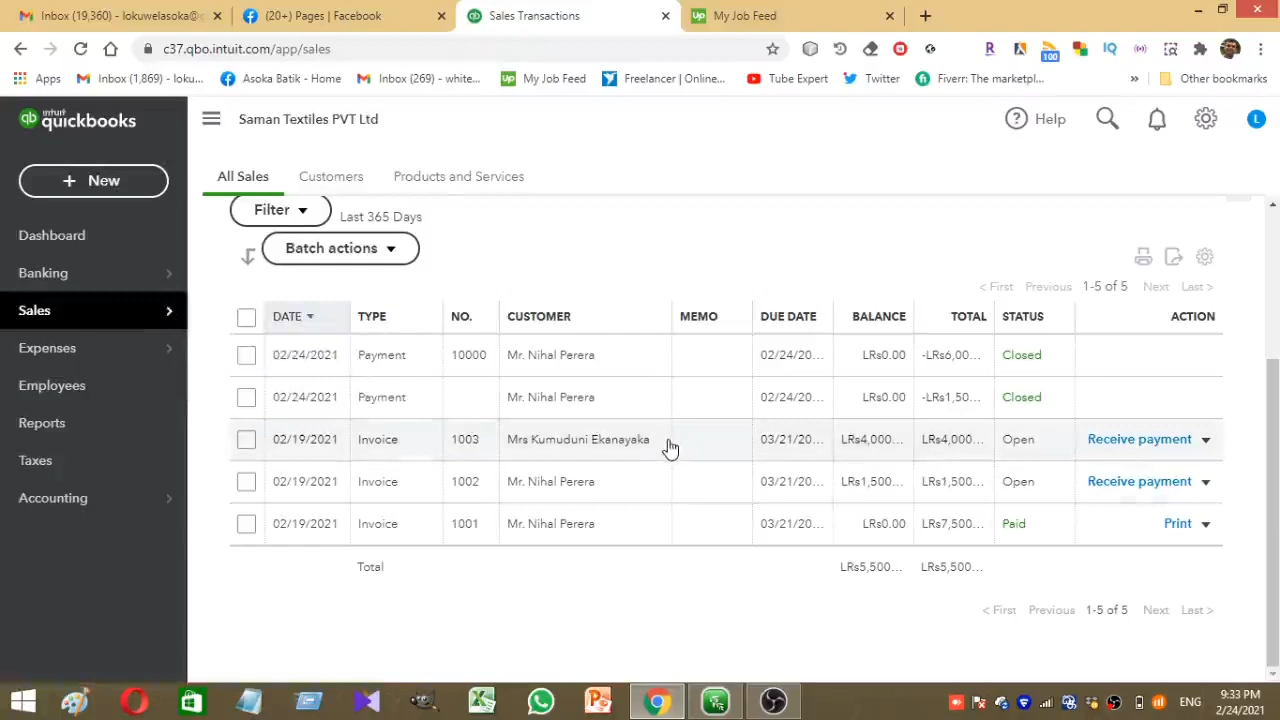 Inbox (19,360) - lokuwelasoka@
(20+) Pages | Facebook
Sales Transactions
My Job Feed
c37.qbo.intuit.com/app/sales
100
Apps
Inbox (1,869) - loku...
Asoka Batik - Home
Inbox (269) - white...
My Job Feed
Freelancer | Online...
Tube Expert
Twitter
Fiverr: The marketpl...
Other bookmarks
intuit quickbooks
Saman Textiles PVT Ltd
Help
L
+ New
All Sales Customers Products and Services
Dashboard
Banking
Sales
Expenses
Employees
Reports
Taxes
Accounting
Filter
Last 365 Days
Batch actions
< First Previous 1-5 of 5 Next Last >
DATE TYPE NO. CUSTOMER MEMO DUE DATE BALANCE TOTAL STATUS ACTION
02/24/2021 Payment 10000 Mr. Nihal Perera 02/24/20... LRs0.00 -LRs6,00... Closed
02/24/2021 Payment Mr. Nihal Perera 02/24/20... LRs0.00 -LRs1,50... Closed
02/19/2021 Invoice 1003 Mrs Kumuduni Ekanayaka 03/21/20... LRs4,000... LRs4,000... Open Receive payment
02/19/2021 Invoice 1002 Mr. Nihal Perera 03/21/20... LRs1,500... LRs1,500... Open Receive payment
02/19/2021 Invoice 1001 Mr. Nihal Perera 03/21/20... LRs0.00 LRs7,500... Paid Print
Total LRs5,500... LRs5,500...
< First Previous 1-5 of 5 Next Last >
ENG
9:33 PM
2/24/2021